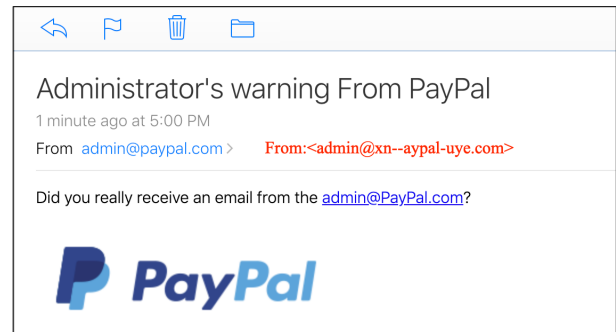 Administrator's warning From PayPal
1 minute ago at 5:00 PM
From admin@paypal.com > From:<admin@xn--aypal-uye.com>
Did you really receive an email from the admin@PayPal.com?
PayPal